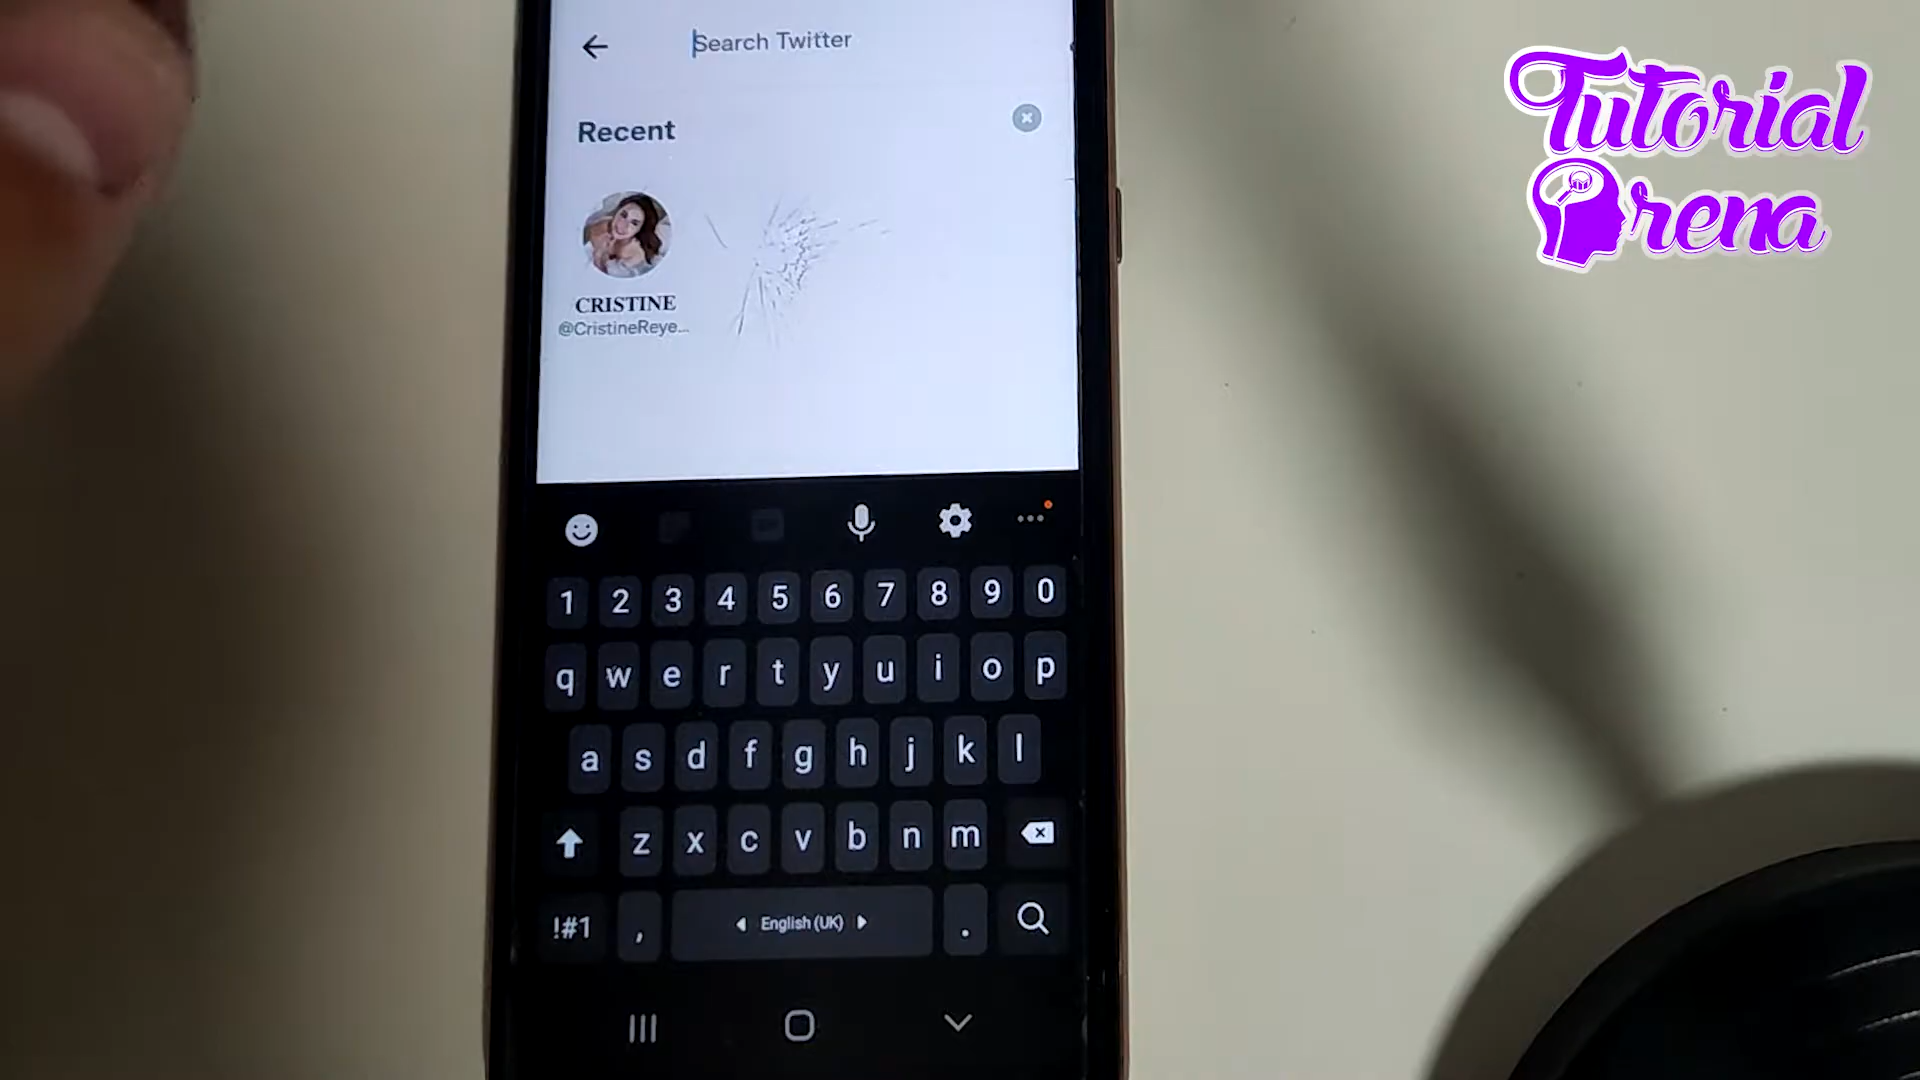 Search Twitter
Recent
CRISTINE
@CristineReye...
Tutorial
Arena
1 2 3 4 5 6 7 8 9 0
q w e r t y u i o p
a s d f g h j k l
z x c v b n m
!#1 , English (UK) .